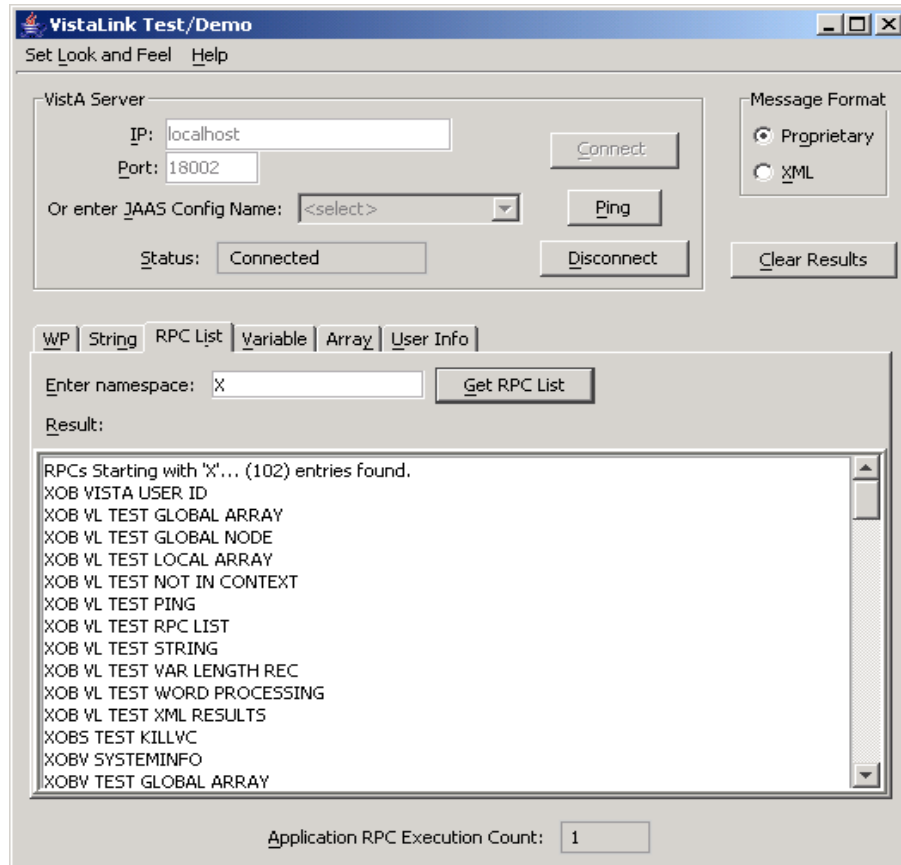 VistaLink Test/Demo
Set Look and Feel Help
VistA Server
Message Format
IP: localhost
Port: 18002
Connect
Proprietary
XML
Or enter JAAS Config Name: <select>
Ping
Status: Connected
Disconnect
Clear Results
WP String RPC List Variable Array User Info
Enter namespace: X Get RPC List
Result:
RPCs Starting with 'X'... (102) entries found.
XOB VISTA USER ID
XOB VL TEST GLOBAL ARRAY
XOB VL TEST GLOBAL NODE
XOB VL TEST LOCAL ARRAY
XOB VL TEST NOT IN CONTEXT
XOB VL TEST PING
XOB VL TEST RPC LIST
XOB VL TEST STRING
XOB VL TEST VAR LENGTH REC
XOB VL TEST WORD PROCESSING
XOB VL TEST XML RESULTS
XOBS TEST KILLVC
XOBV SYSTEMINFO
XOBV TEST GLOBAL ARRAY
Application RPC Execution Count: 1